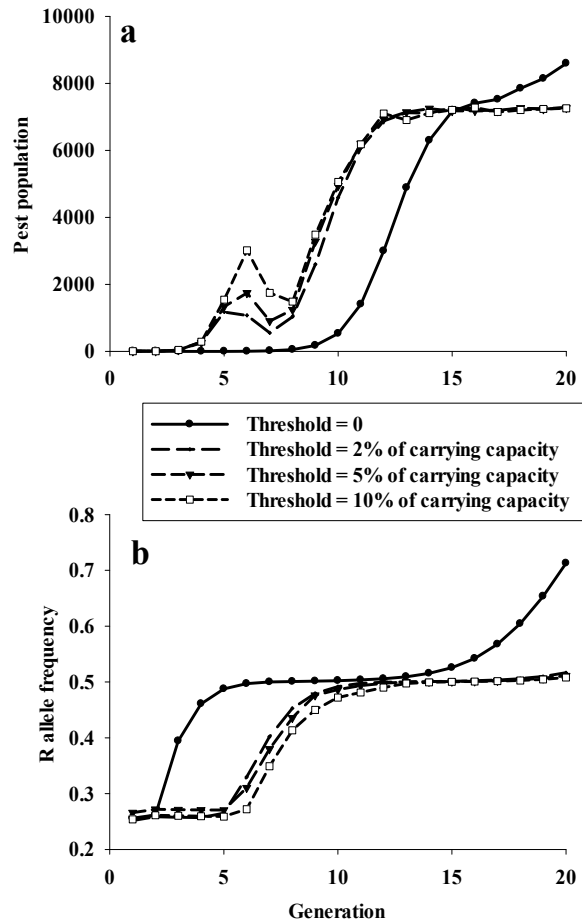 a
10000
8000
6000
4000
2000
0
Pest population
0 5 10 15 20
Threshold = 0
Threshold = 2% of carrying capacity
Threshold = 5% of carrying capacity
Threshold = 10% of carrying capacity
b
0.8
0.7
0.6
0.5
0.4
0.3
0.2
R allele frequency
0 5 10 15 20
Generation